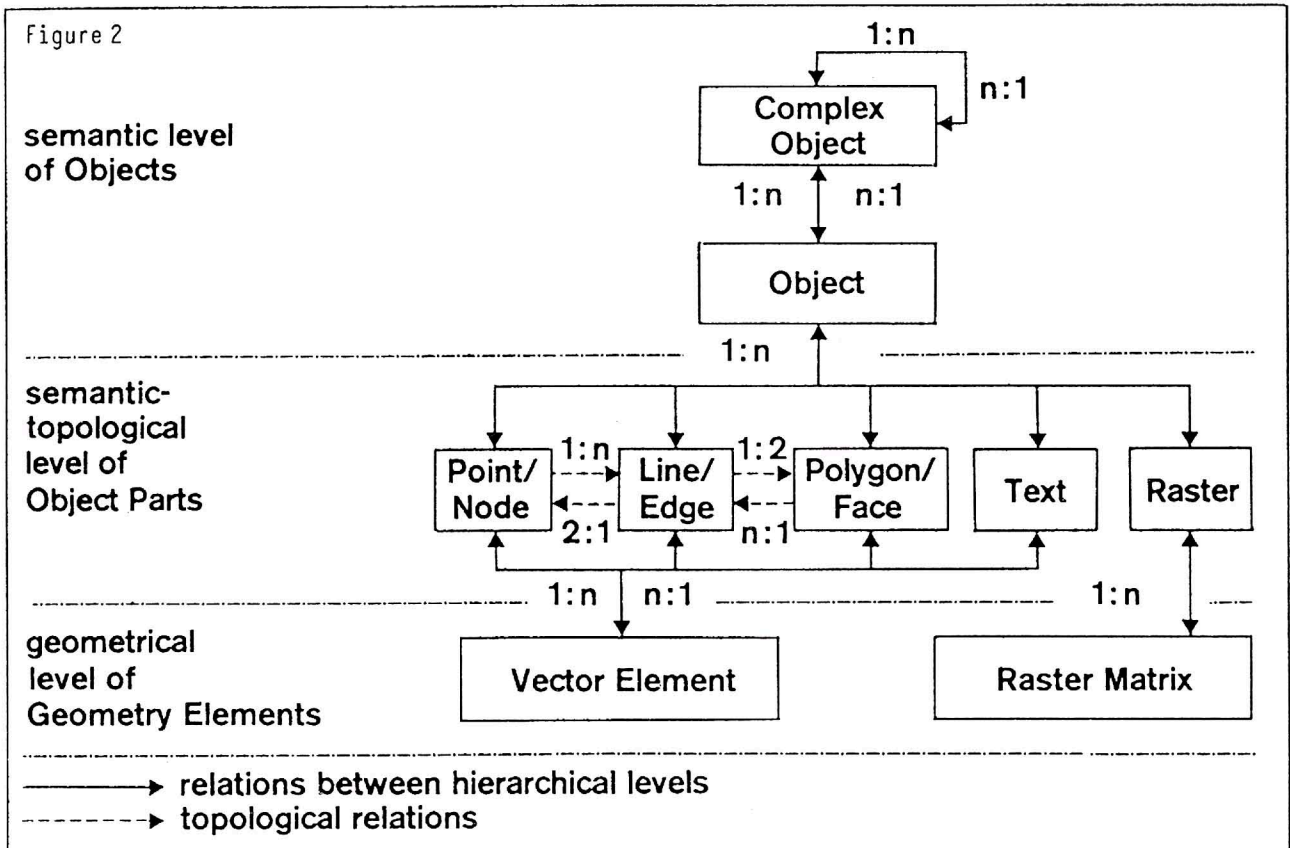 Figure 2
1:n
n:1
Complex
Object
semantic level
of Objects
1:n
n:1
Object
1:n
semantic-
topological
level of
Object Parts
Point/
Node
1:n
2:1
Line/
Edge
1:2
n:1
Polygon/
Face
Text
Raster
1:n
n:1
1:n
geometrical
level of
Geometry Elements
Vector Element
Raster Matrix
relations between hierarchical levels
topological relations